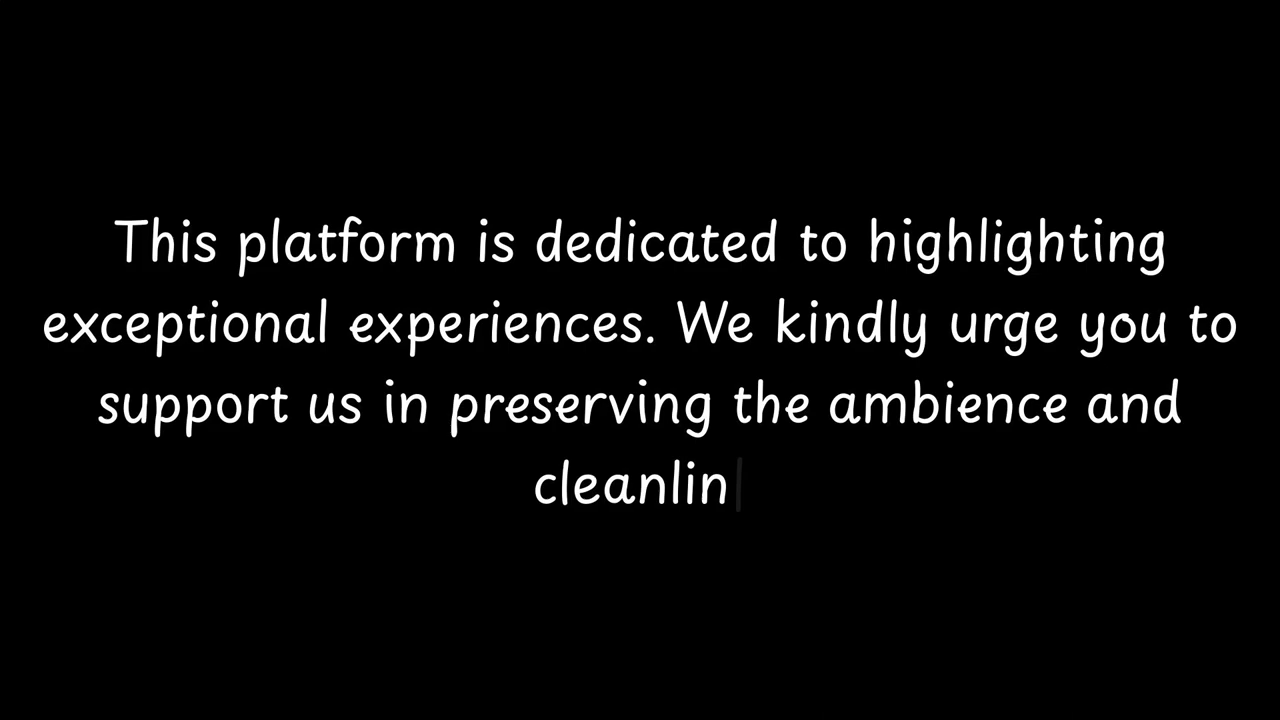 This platform is dedicated to highlighting
exceptional experiences. We kindly urge you to
support us in preserving the ambience and
cleanlin